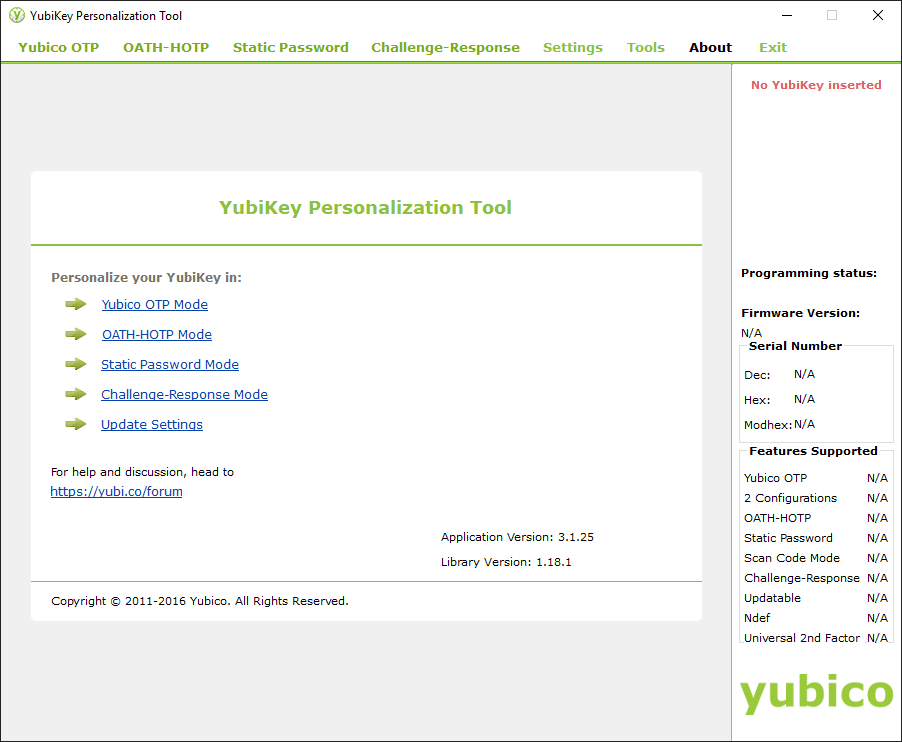 YubiKey Personalization Tool
Yubico OTP OATH-HOTP Static Password Challenge-Response Settings Tools About Exit
No YubiKey inserted
YubiKey Personalization Tool
Personalize your YubiKey in:
Yubico OTP Mode
OATH-HOTP Mode
Static Password Mode
Challenge-Response Mode
Update Settings
For help and discussion, head to
https://yubi.co/forum
Application Version: 3.1.25
Library Version: 1.18.1
Copyright © 2011-2016 Yubico. All Rights Reserved.
Programming status:
Firmware Version:
N/A
Serial Number
Dec: N/A
Hex: N/A
Modhex: N/A
Features Supported
Yubico OTP N/A
2 Configurations N/A
OATH-HOTP N/A
Static Password N/A
Scan Code Mode N/A
Challenge-Response N/A
Updatable N/A
Ndef N/A
Universal 2nd Factor N/A
yubico